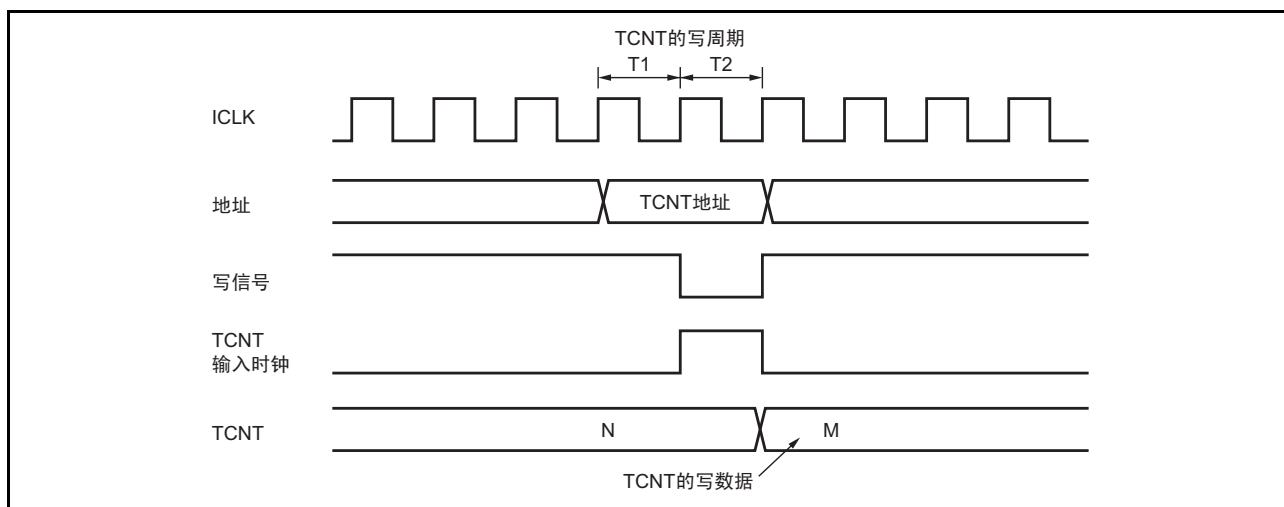 TCNT的写周期
T1 T2
ICLK
地址
TCNT地址
写信号
TCNT
输入时钟
TCNT
N
M
TCNT的写数据